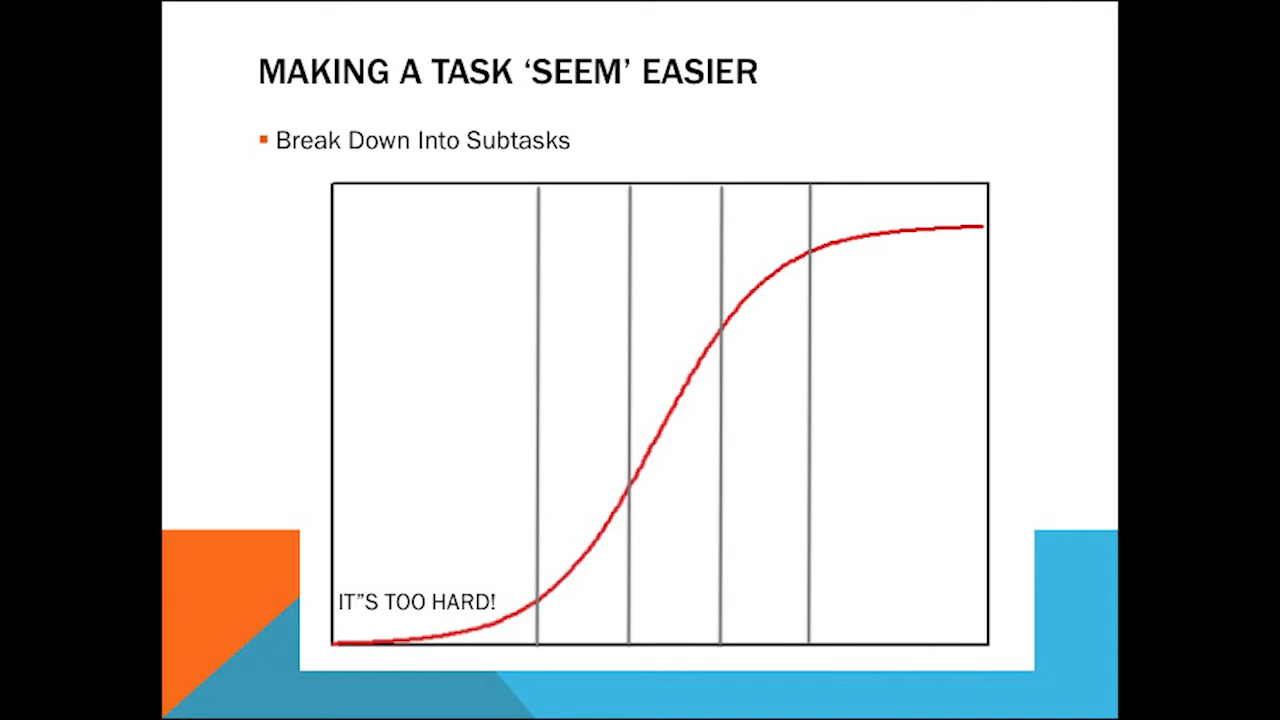 MAKING A TASK ‘SEEM’ EASIER
Break Down Into Subtasks
IT”S TOO HARD!